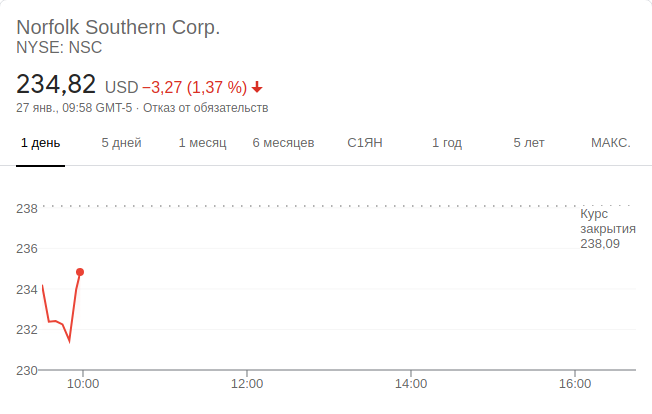 Norfolk Southern Corp.
NYSE: NSC
234,82 USD −3,27 (1,37 %)
27 янв., 09:58 GMT-5 · Отказ от обязательств
1 день 5 дней 1 месяц 6 месяцев С1ЯН 1 год 5 лет МАКС.
238
Курс
закрытия
238,09
236
234
232
230
10:00 12:00 14:00 16:00